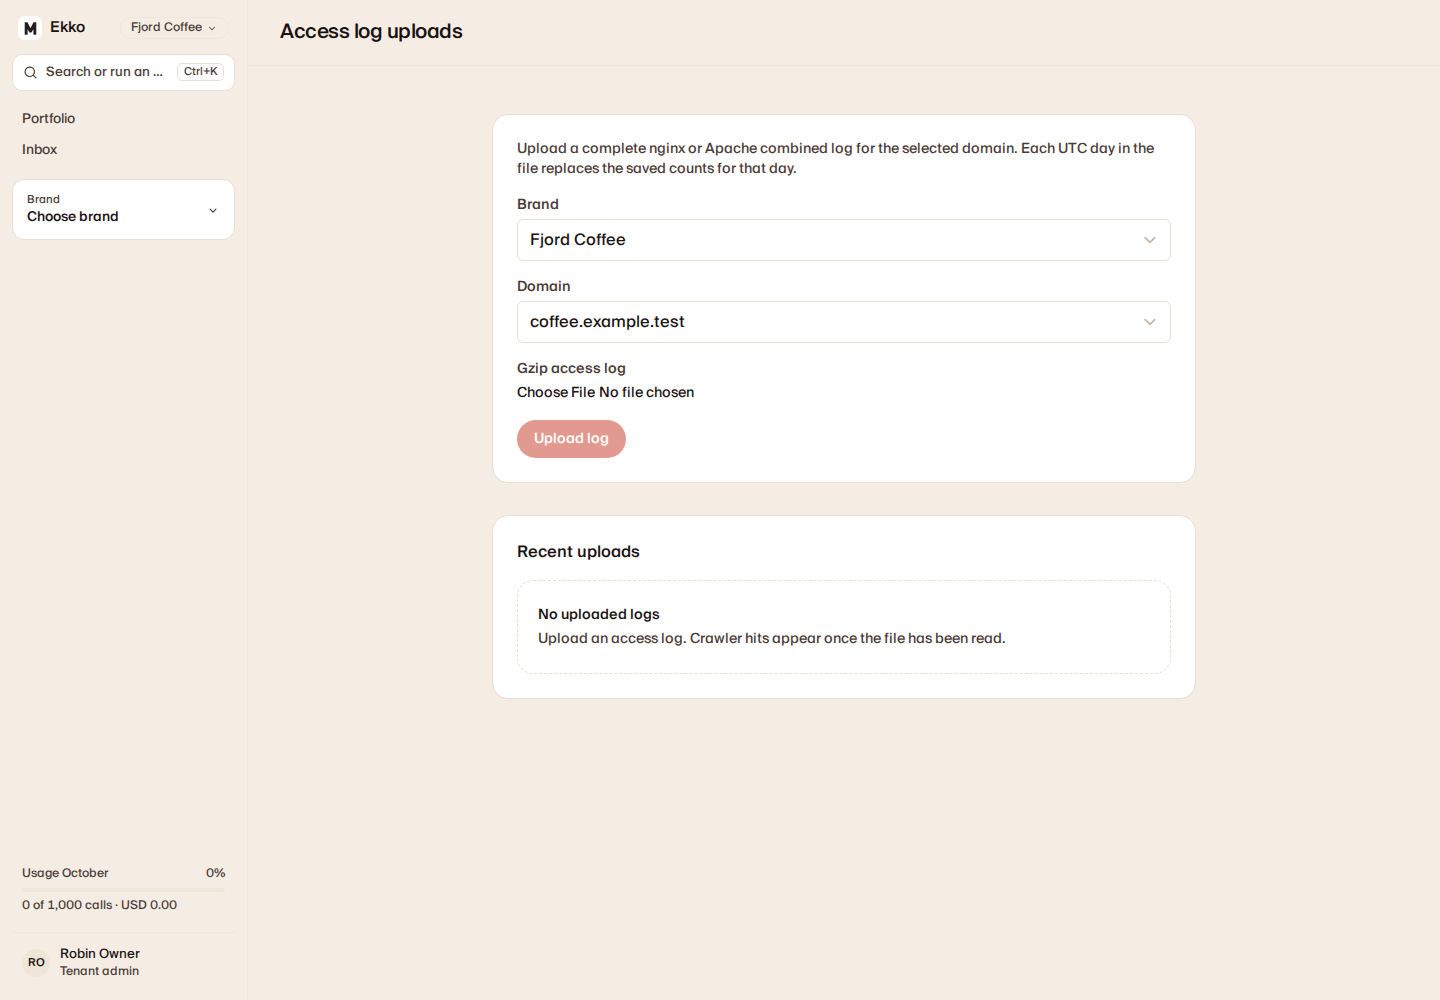 Ekko
Fjord Coffee
Search or run an ...
Ctrl+K
Portfolio
Inbox
Brand
Choose brand
Usage October
0%
0 of 1,000 calls · USD 0.00
RO
Robin Owner
Tenant admin
Access log uploads
Upload a complete nginx or Apache combined log for the selected domain. Each UTC day in the
file replaces the saved counts for that day.
Brand
Fjord Coffee
Domain
coffee.example.test
Gzip access log
Choose File No file chosen
Upload log
Recent uploads
No uploaded logs
Upload an access log. Crawler hits appear once the file has been read.